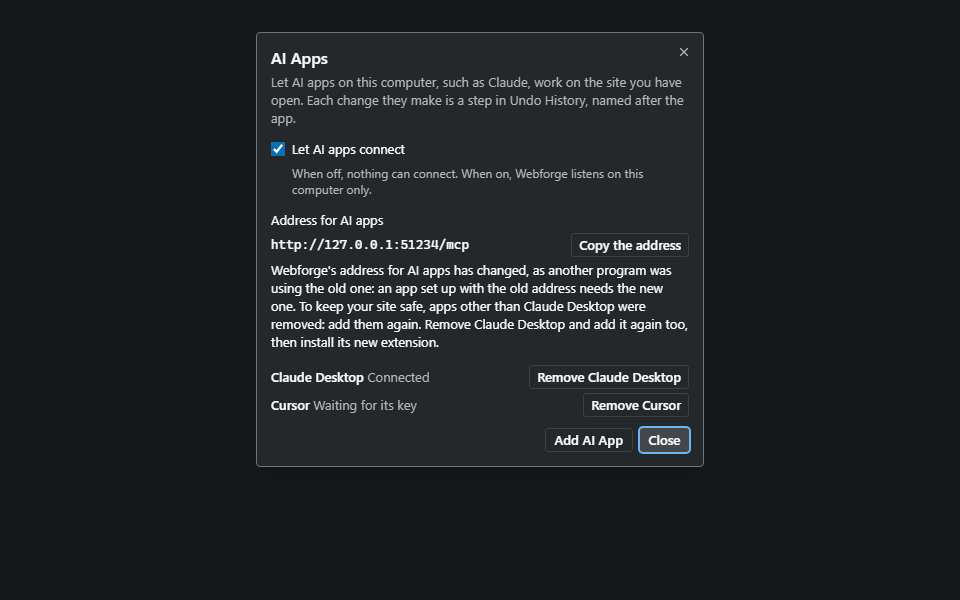 AI Apps
Let AI apps on this computer, such as Claude, work on the site you have
open. Each change they make is a step in Undo History, named after the
app.
Let AI apps connect
When off, nothing can connect. When on, Webforge listens on this
computer only.
Address for AI apps
http://127.0.0.1:51234/mcp
Copy the address
Webforge's address for AI apps has changed, as another program was
using the old one: an app set up with the old address needs the new
one. To keep your site safe, apps other than Claude Desktop were
removed: add them again. Remove Claude Desktop and add it again too,
then install its new extension.
Claude Desktop Connected
Remove Claude Desktop
Cursor Waiting for its key
Remove Cursor
Add AI App
Close